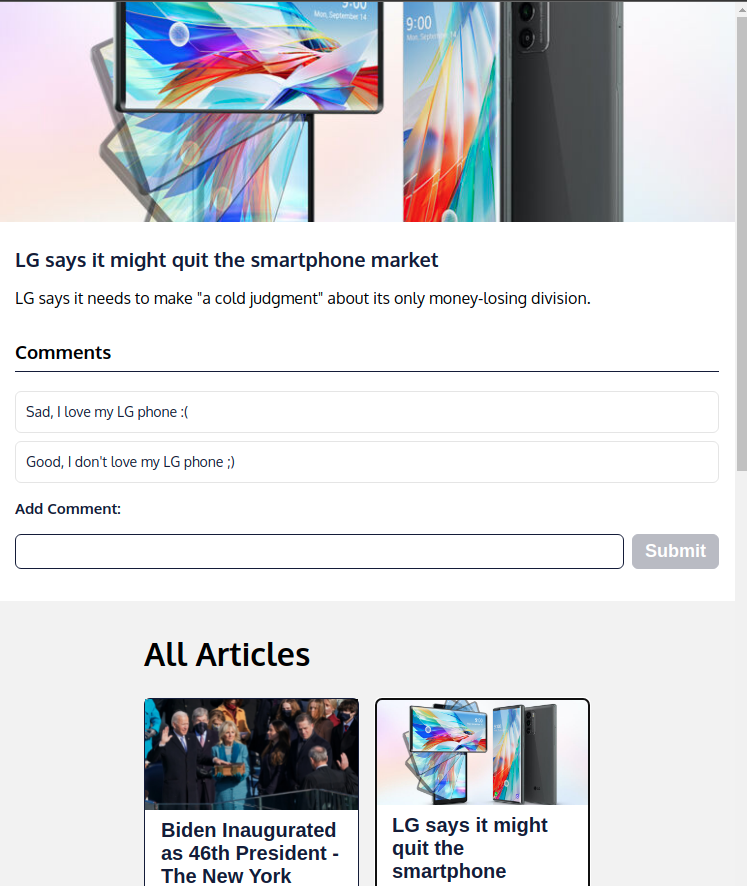 9:00
Mon, September 14
9:00
Mon, September 14
LG says it might quit the smartphone market
LG says it needs to make "a cold judgment" about its only money-losing division.
Comments
Sad, I love my LG phone :(
Good, I don't love my LG phone ;)
Add Comment:
Submit
All Articles
Biden Inaugurated
as 46th President -
The New York
LG says it might
quit the
smartphone